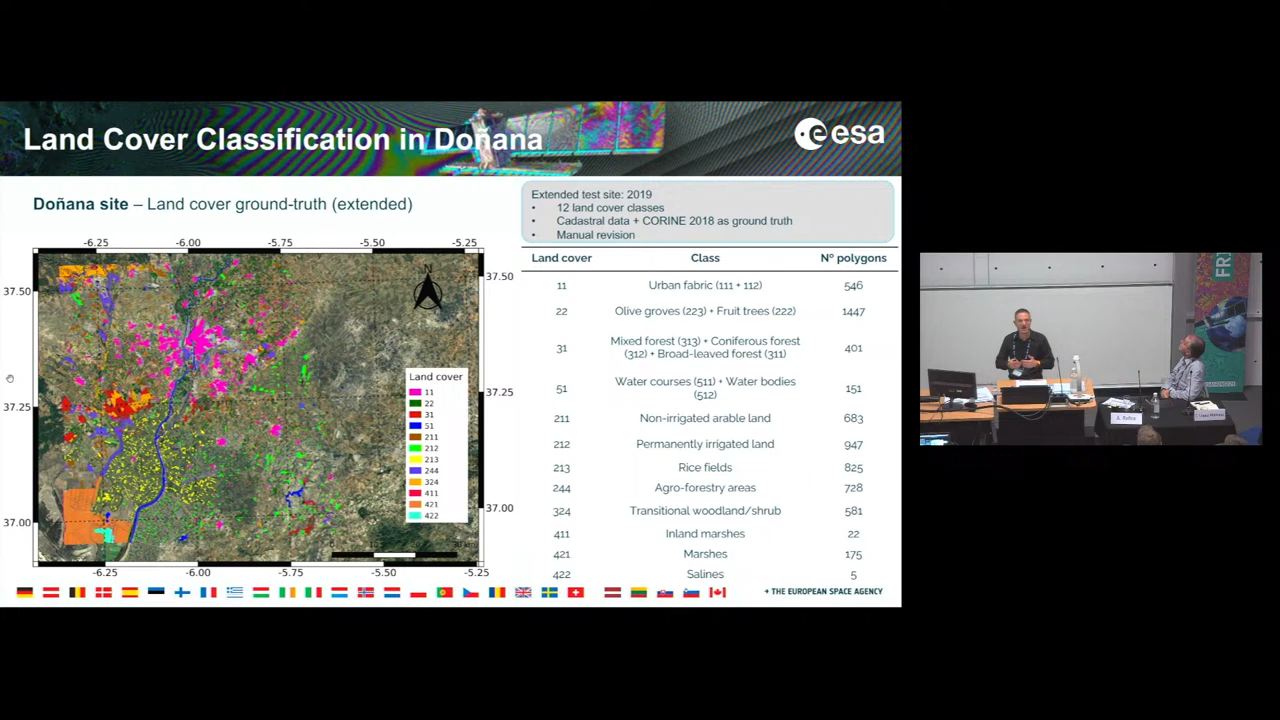 Land Cover Classification in Doñana
esa
Doñana site – Land cover ground-truth (extended)
Extended test site: 2019
• 12 land cover classes
• Cadastral data + CORINE 2018 as ground truth
• Manual revision
-6.25 -6.00 -5.75 -5.50 -5.25
37.50 37.50
37.25 37.25
37.00 37.00
-6.25 -6.00 -5.75 -5.50 -5.25
N
Land cover
11
22
31
51
211
212
213
244
324
411
421
422
Land cover Class Nº polygons
11 Urban fabric (111 + 112) 546
22 Olive groves (223) + Fruit trees (222) 1447
31 Mixed forest (313) + Coniferous forest
(312) + Broad-leaved forest (311) 401
51 Water courses (511) + Water bodies
(512) 151
211 Non-irrigated arable land 683
212 Permanently irrigated land 947
213 Rice fields 825
244 Agro-forestry areas 728
324 Transitional woodland/shrub 581
411 Inland marshes 22
421 Marshes 175
422 Salines 5
→ THE EUROPEAN SPACE AGENCY
FRI